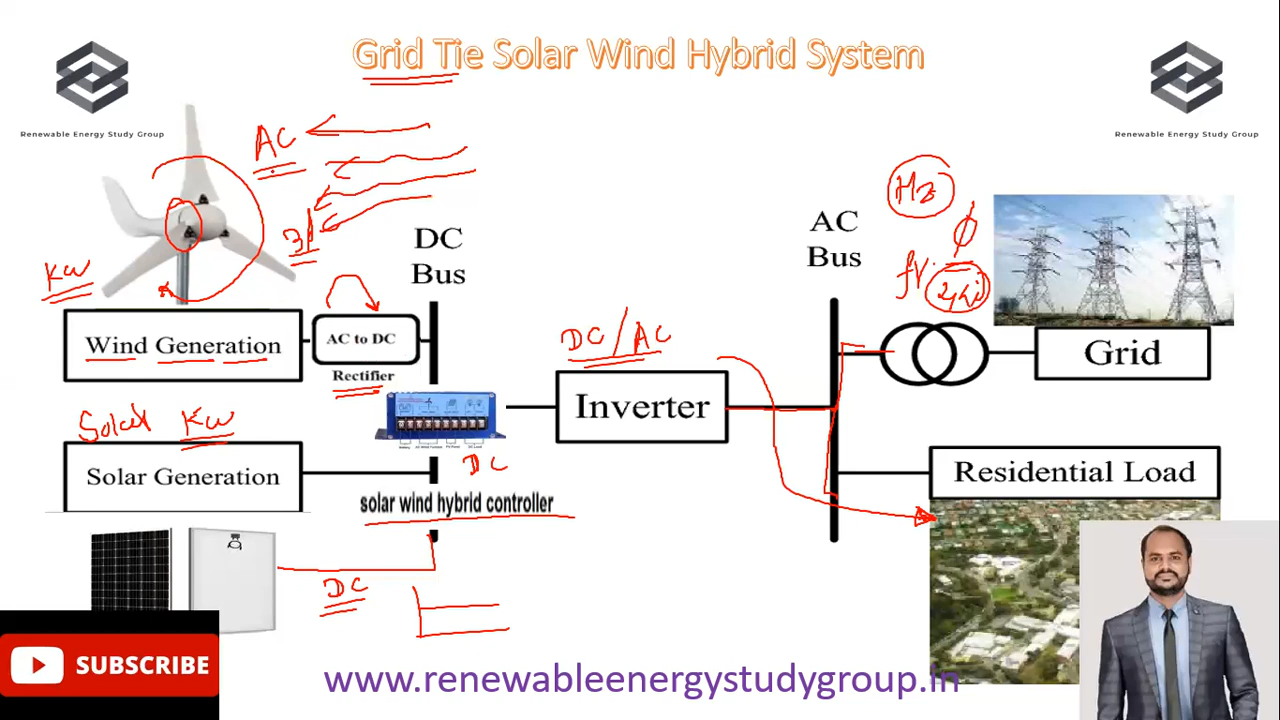 Grid Tie Solar Wind Hybrid System
Renewable Energy Study Group
Renewable Energy Study Group
AC
Hz
φ
KW
DC
Bus
AC
Bus
Wind Generation
AC to DC
Rectifier
DC/AC
Inverter
Grid
KW
Solar Generation
DC
solar wind hybrid controller
Residential Load
DC
SUBSCRIBE
www.renewableenergystudygroup.in